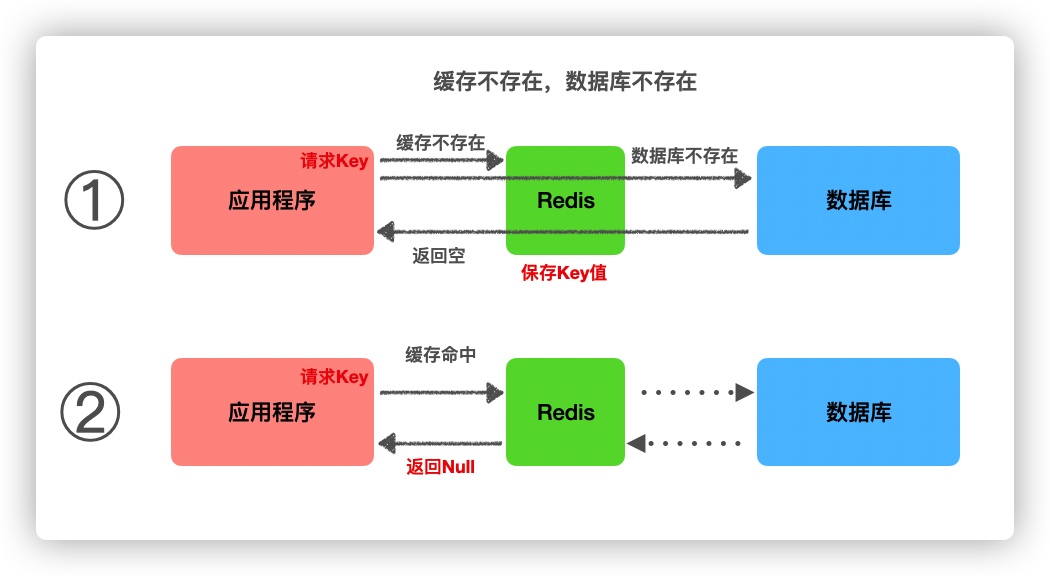 缓存不存在，数据库不存在
①
请求Key
应用程序
缓存不存在
Redis
数据库不存在
数据库
返回空
保存Key值
②
请求Key
应用程序
缓存命中
Redis
数据库
返回Null